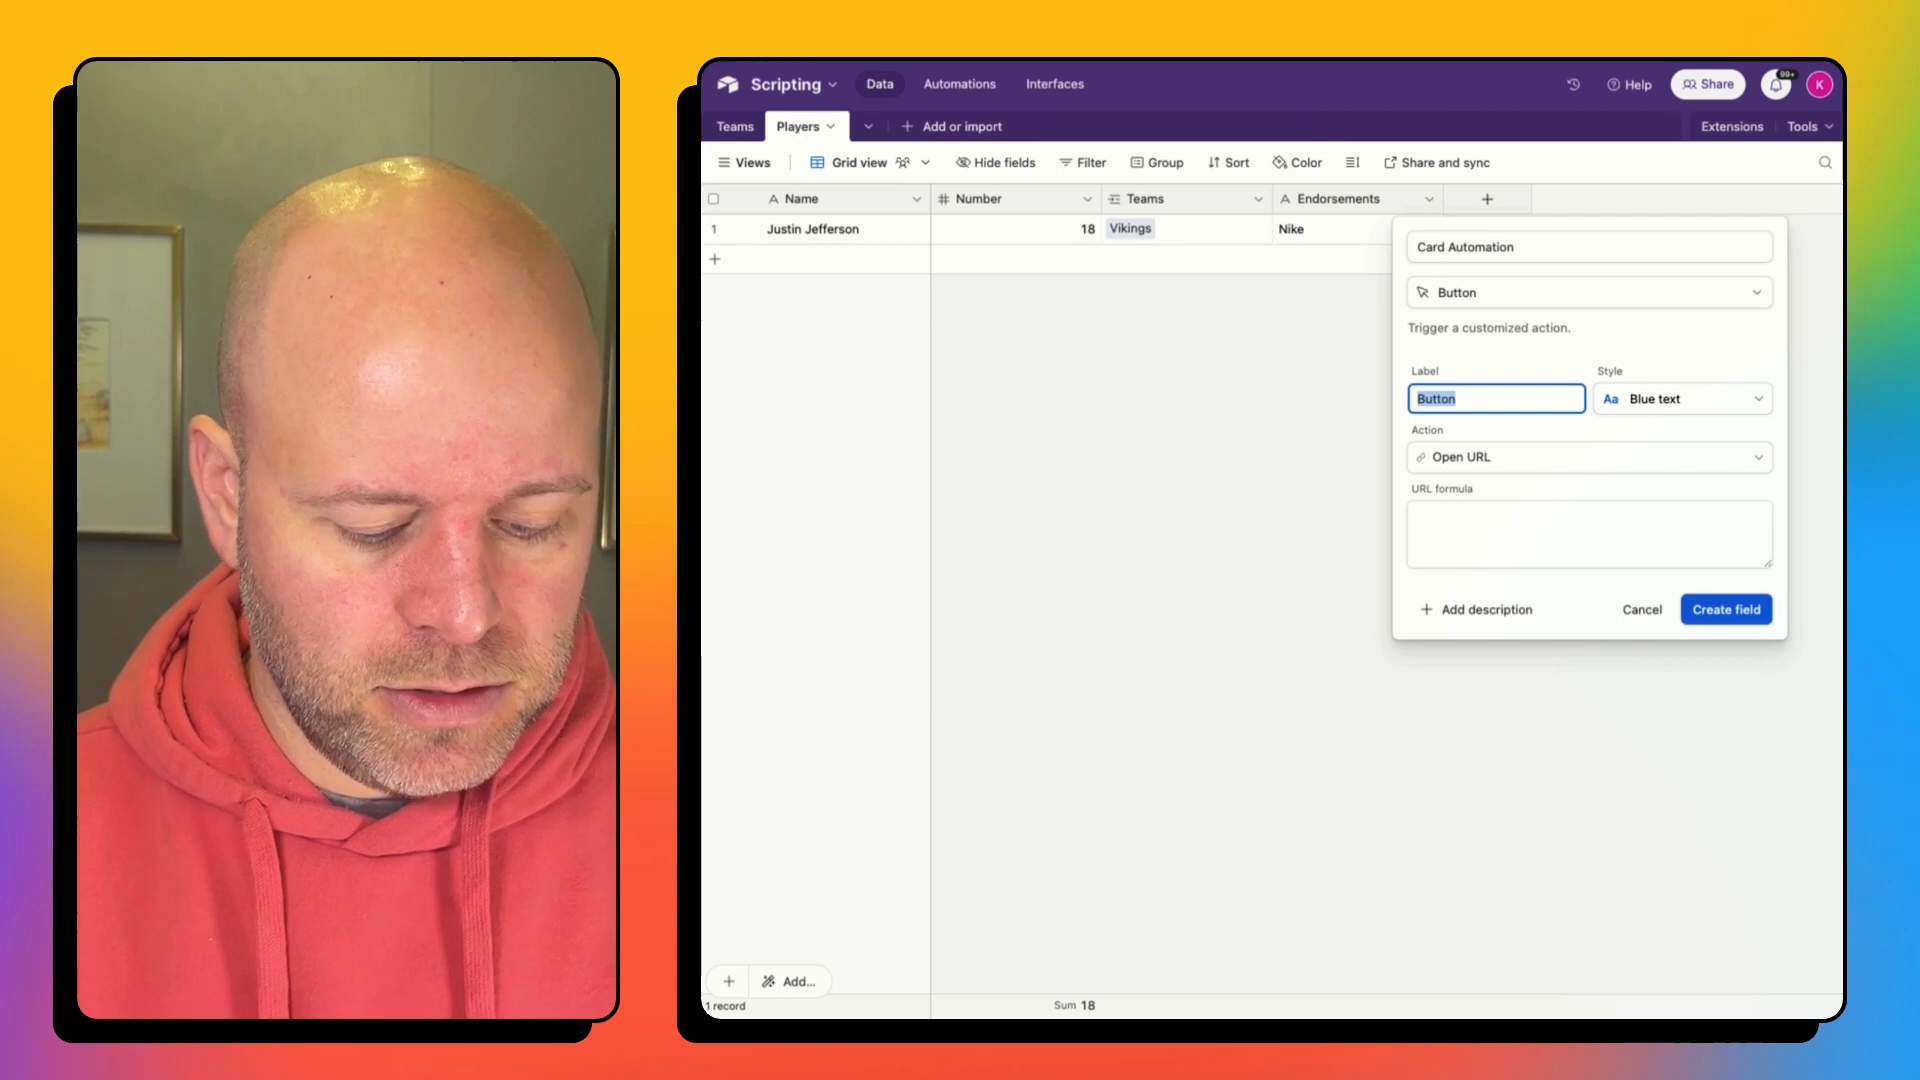 Scripting
Data
Automations
Interfaces
Help
Share
99+
K
Teams
Players
Add or import
Extensions
Tools
Views
Grid view
Hide fields
Filter
Group
Sort
Color
Share and sync
Name
Number
Teams
Endorsements
1
Justin Jefferson
18
Vikings
Nike
Card Automation
Button
Trigger a customized action.
Label
Style
Button
Aa Blue text
Action
Open URL
URL formula
Add description
Cancel
Create field
Add...
1 record
Sum 18